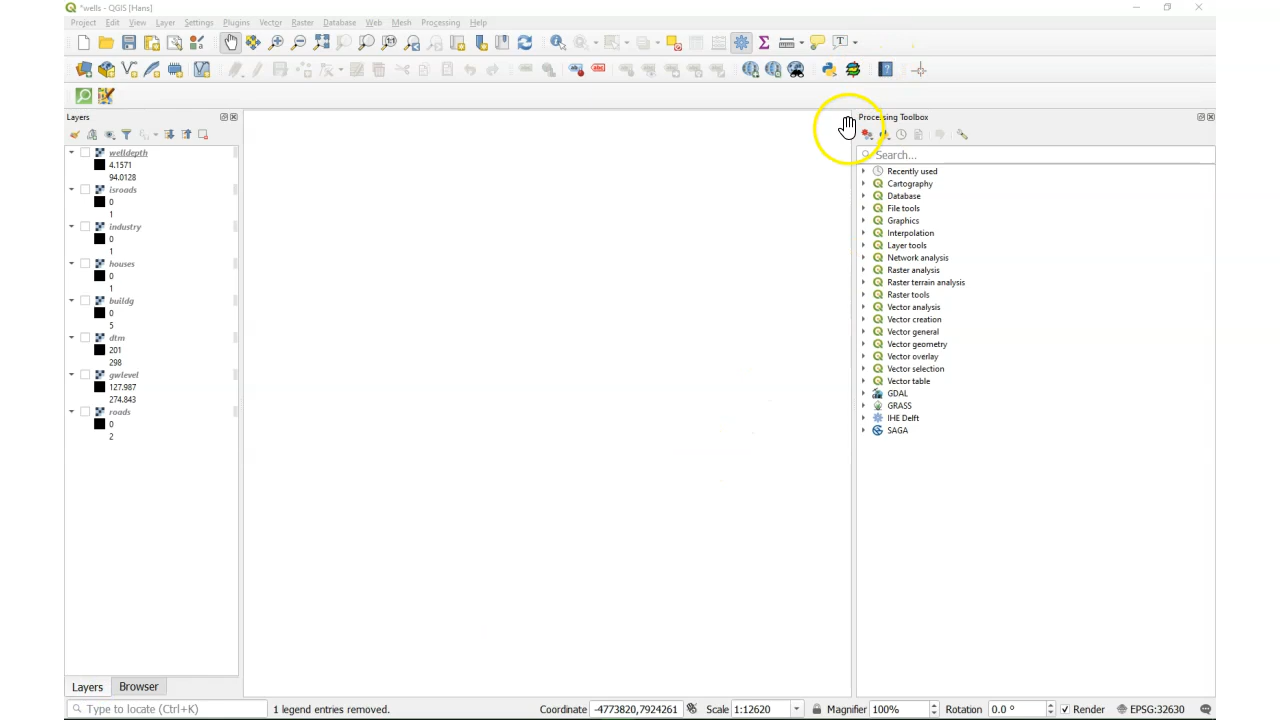 *wells - QGIS [Hans]
Project Edit View Layer Settings Plugins Vector Raster Database Web Mesh Processing Help
Layers
welldepth
4.1571
94.0128
isroads
0
1
industry
0
1
houses
0
1
buildg
0
5
dtm
201
298
gwlevel
127.987
274.843
roads
0
2
Processing Toolbox
Search...
Recently used
Cartography
Database
File tools
Graphics
Interpolation
Layer tools
Network analysis
Raster analysis
Raster terrain analysis
Raster tools
Vector analysis
Vector creation
Vector general
Vector geometry
Vector overlay
Vector selection
Vector table
GDAL
GRASS
IHE Delft
SAGA
Layers Browser
Type to locate (Ctrl+K) 1 legend entries removed. Coordinate -4773820,7924261 Scale 1:12620 Magnifier 100% Rotation 0.0 ° Render EPSG:32630